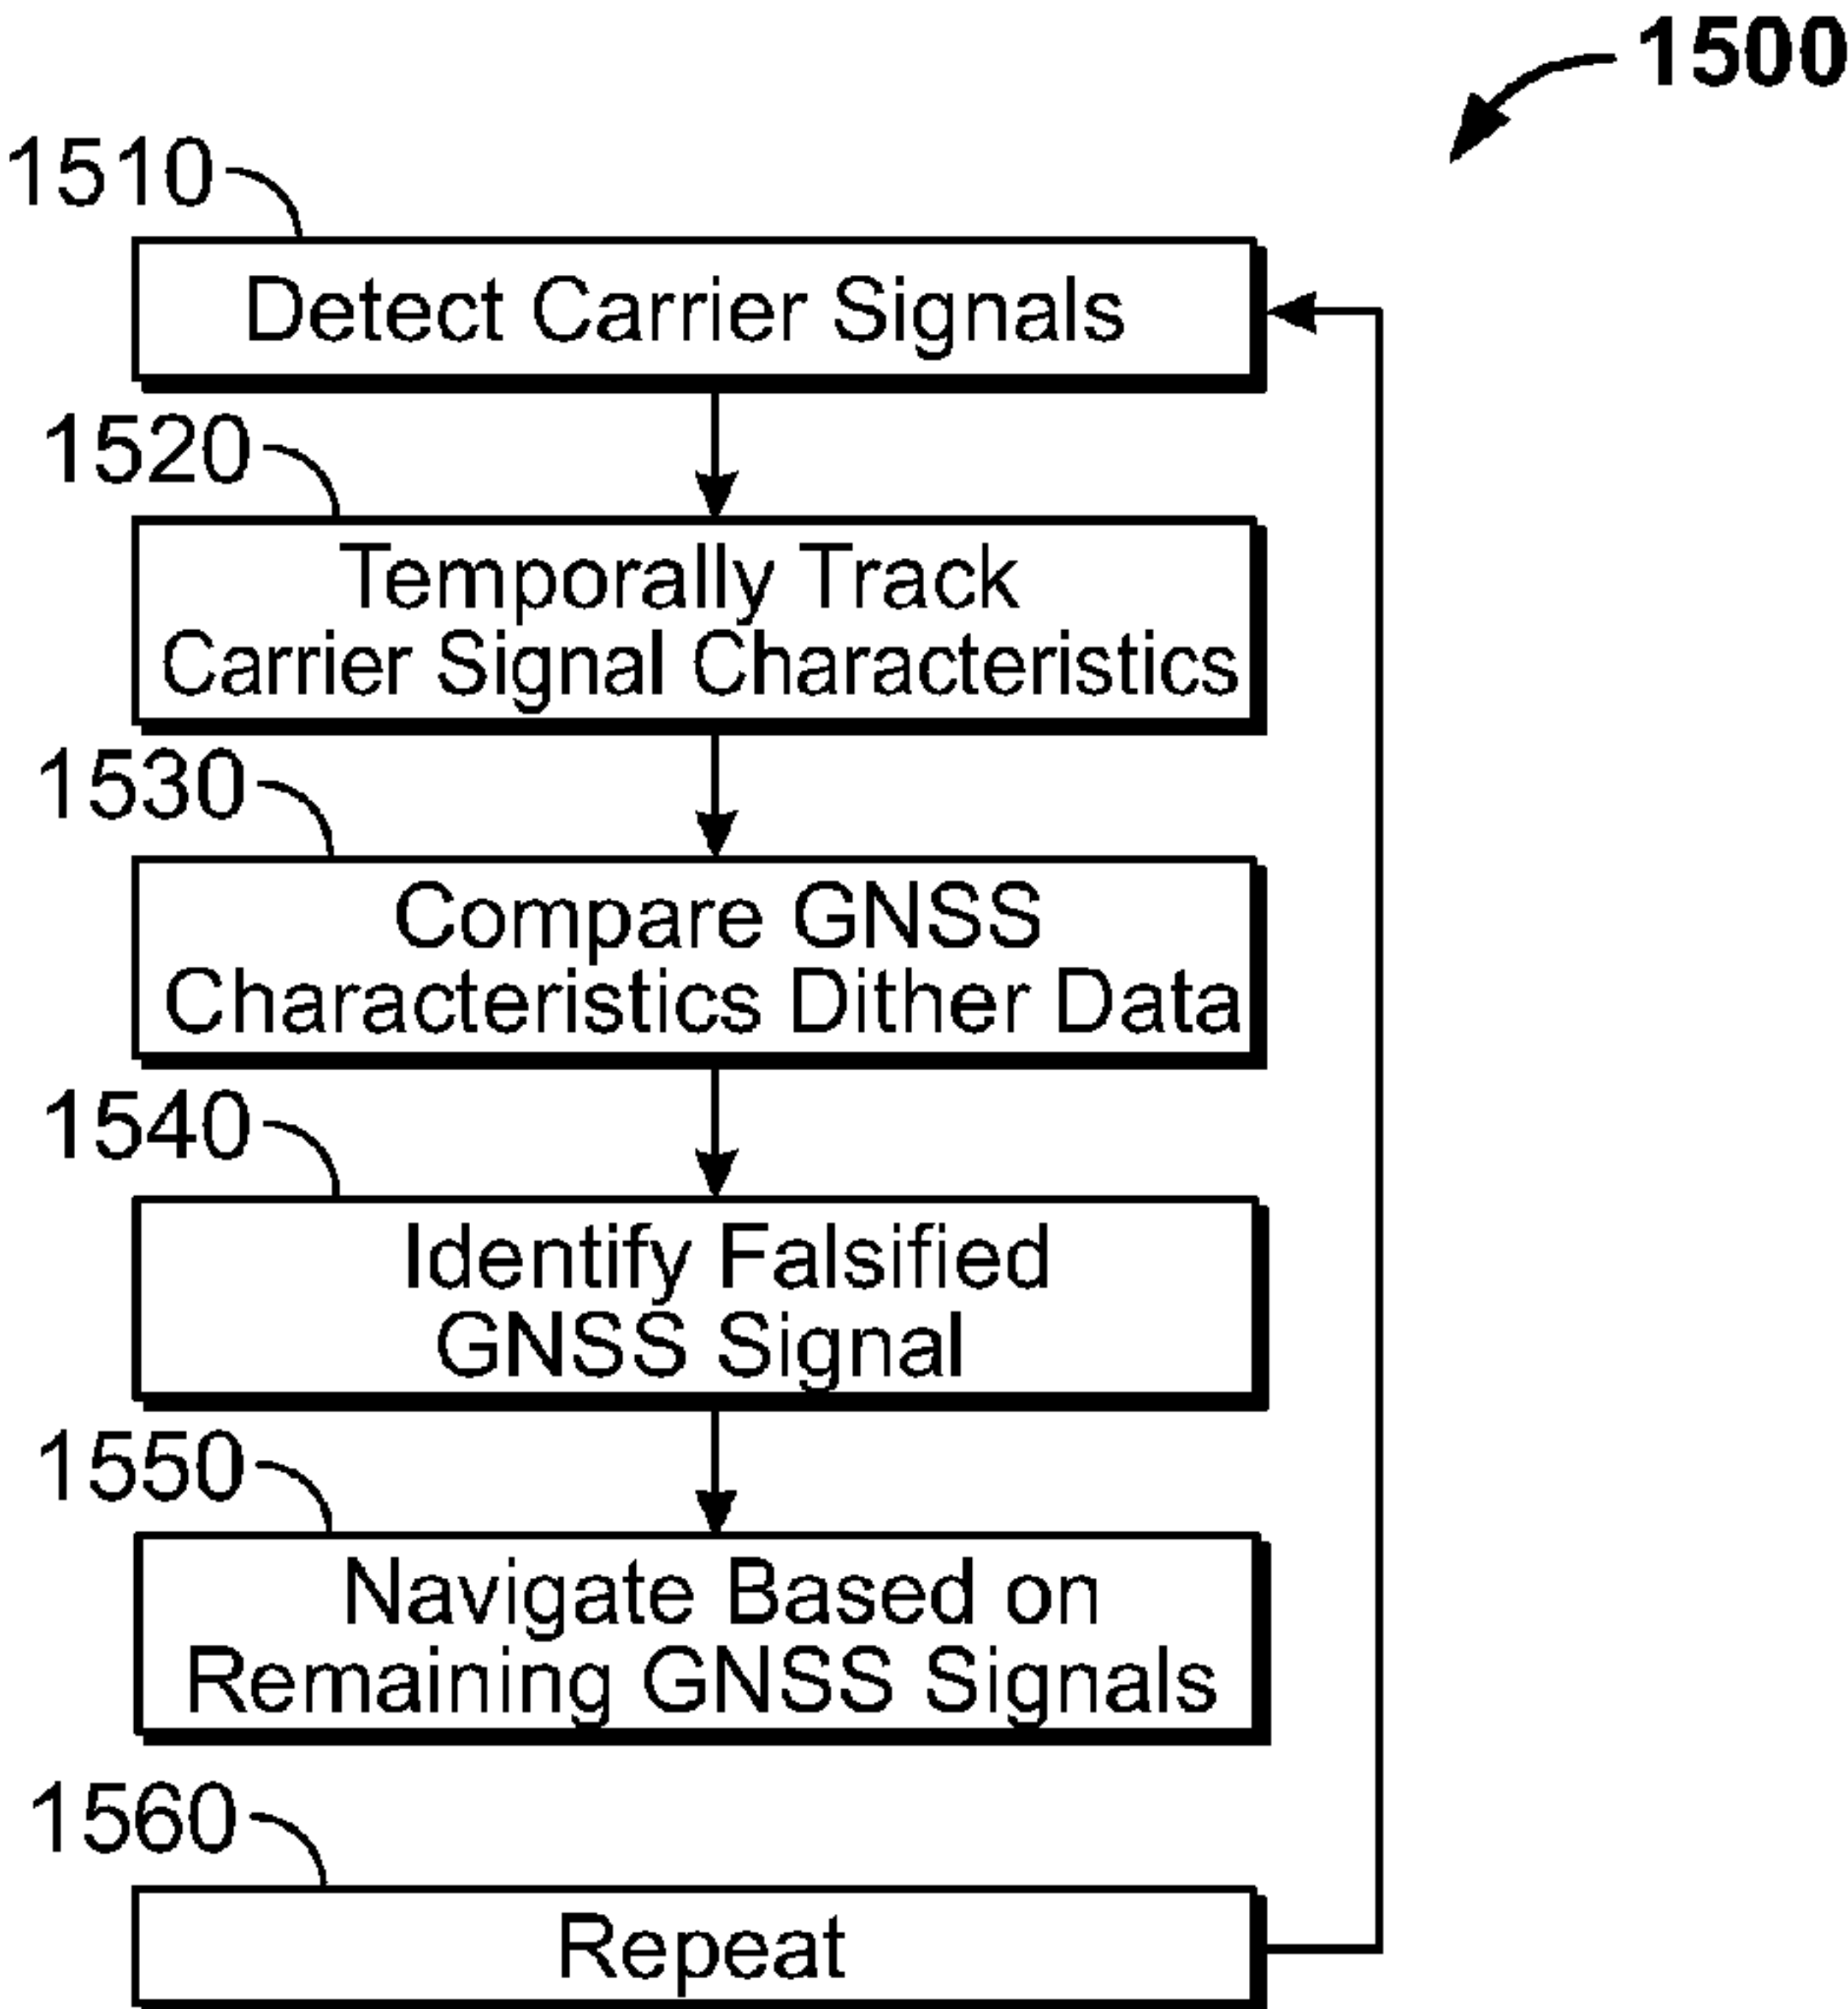 1500
1510
Detect Carrier Signals
1520
Temporally Track
Carrier Signal Characteristics
1530
Compare GNSS
Characteristics Dither Data
1540
Identify Falsified
GNSS Signal
1550
Navigate Based on
Remaining GNSS Signals
1560
Repeat